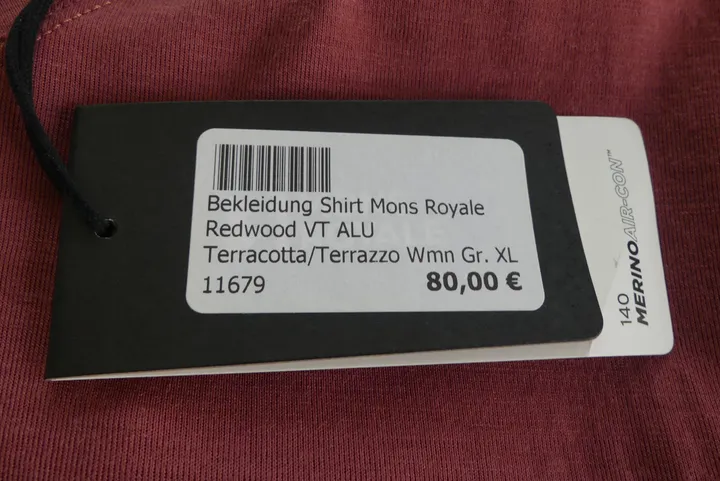 Bekleidung Shirt Mons Royale
Redwood VT ALU
Terracotta/Terrazzo Wmn Gr. XL
11679 80,00 €
140
MERINOAIR-CON™